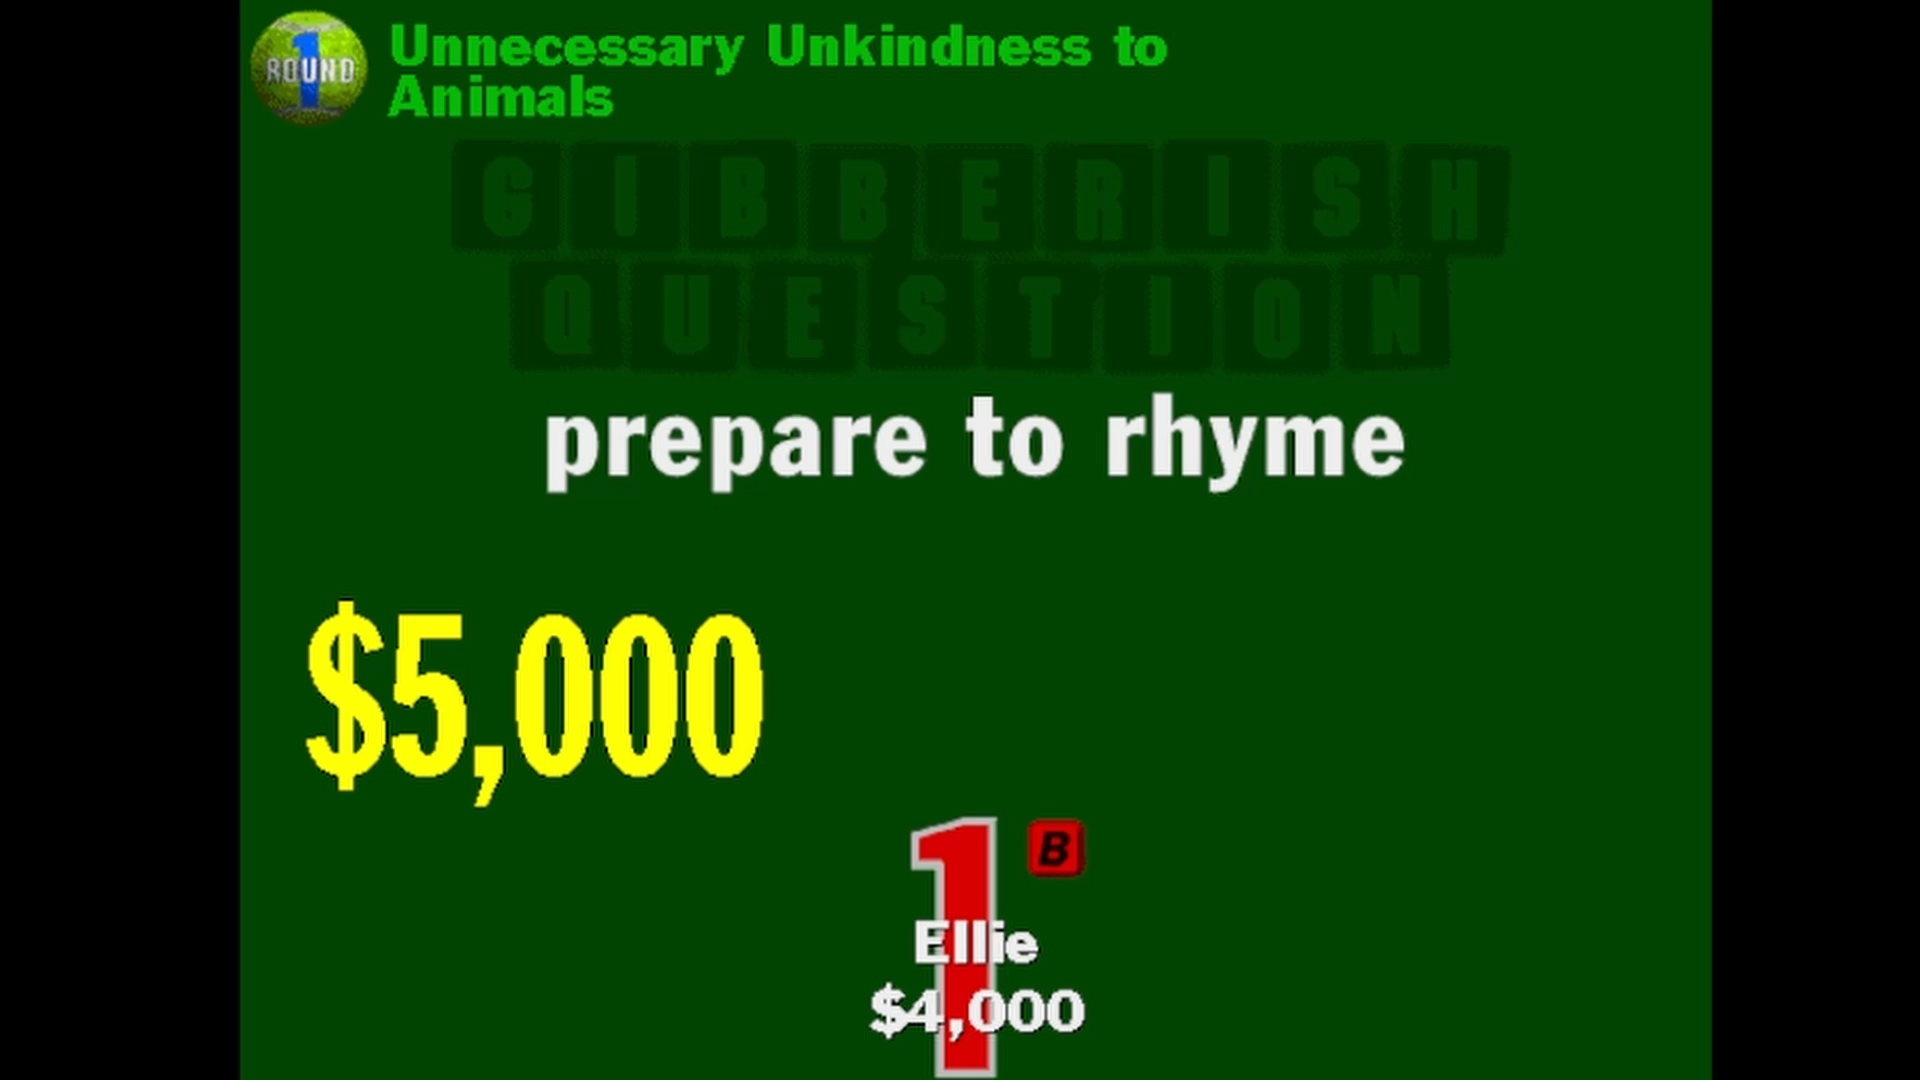 1
ROUND
Unnecessary Unkindness to
Animals
GIBBERISH
QUESTION
prepare to rhyme
$5,000
1
B
Ellie
$4,000